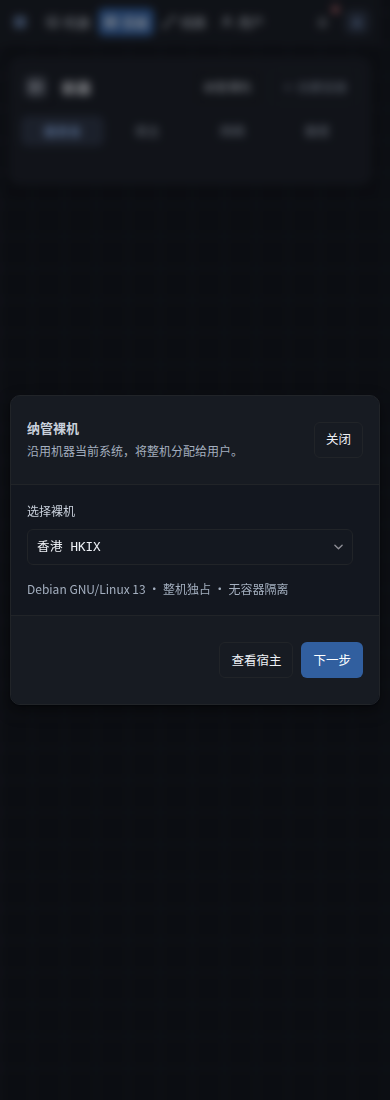 纳管裸机
沿用机器当前系统，将整机分配给用户。
关闭
选择裸机
香港 HKIX
Debian GNU/Linux 13 · 整机独占 · 无容器隔离
查看宿主
下一步